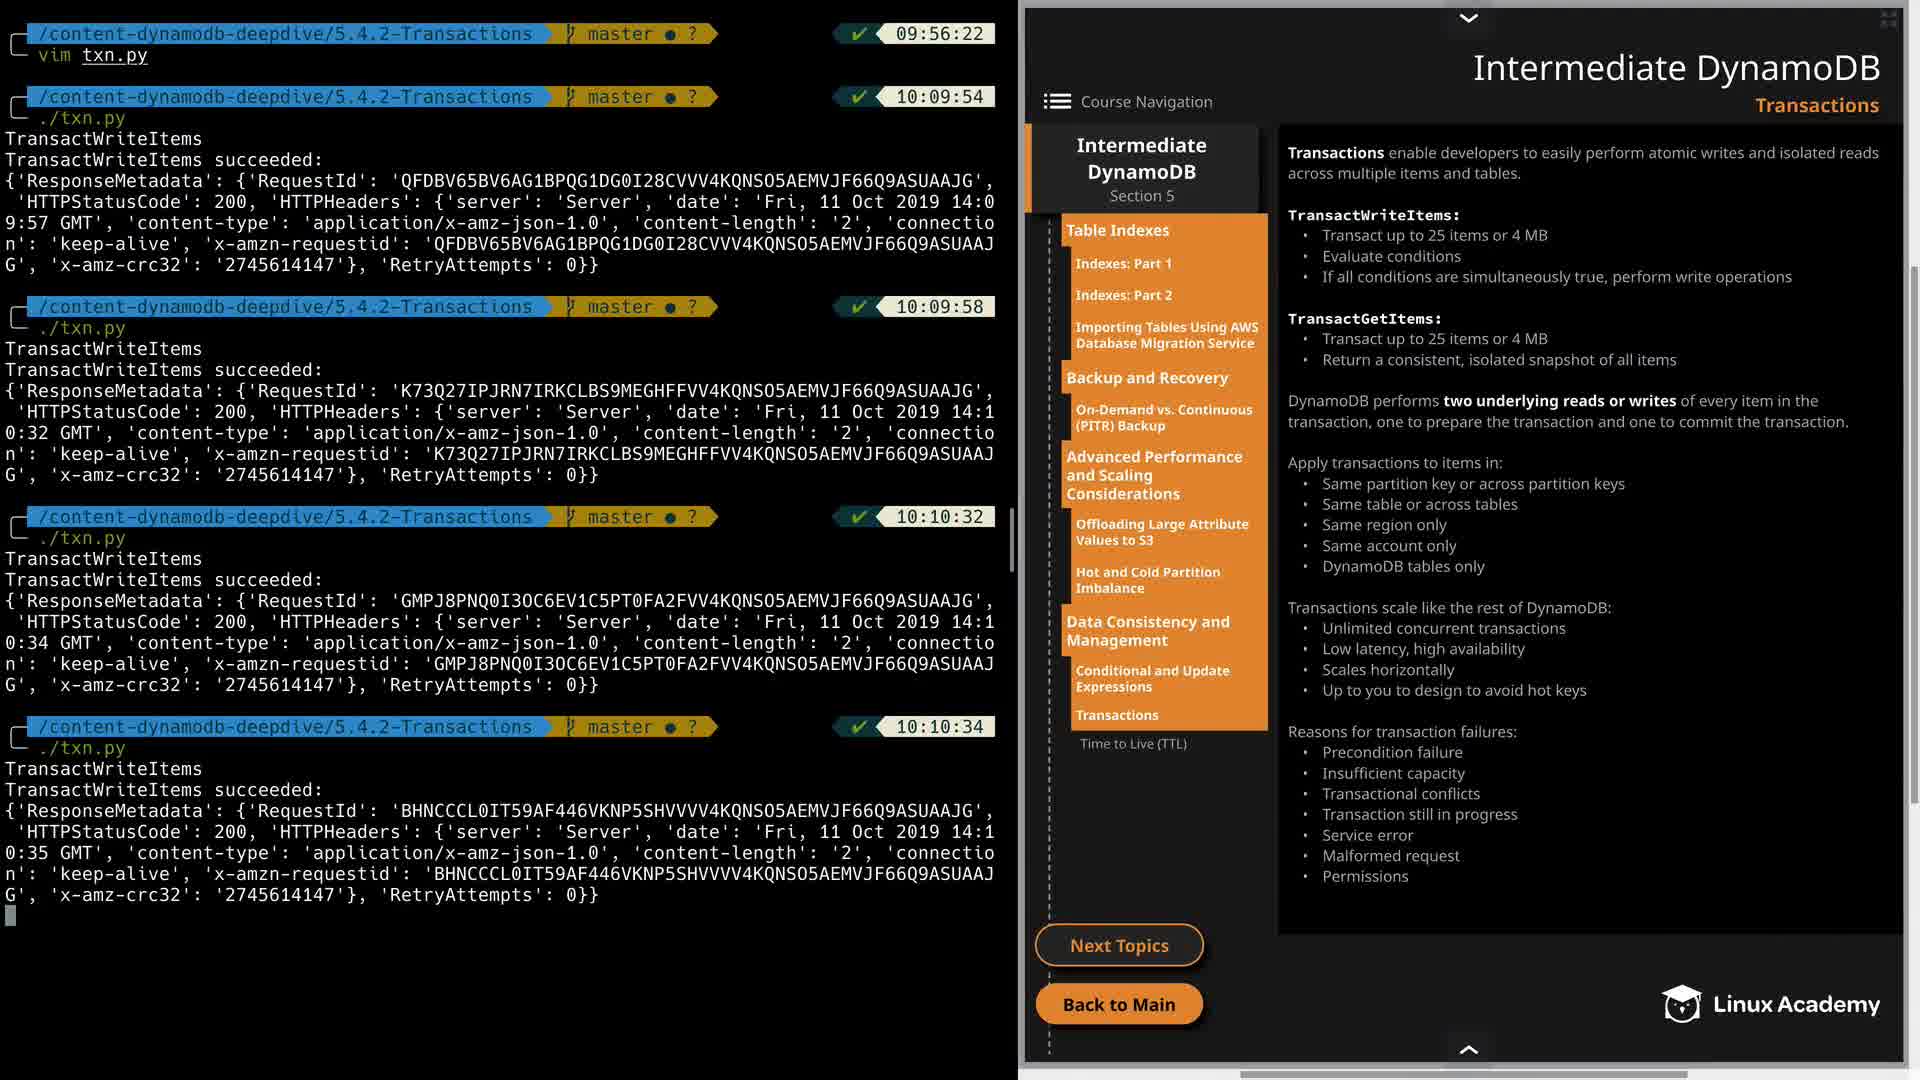 /content-dynamodb-deepdive/5.4.2-Transactions master ● ? ✔ 09:56:22
vim txn.py
/content-dynamodb-deepdive/5.4.2-Transactions master ● ? ✔ 10:09:54
./txn.py
TransactWriteItems
TransactWriteItems succeeded:
{'ResponseMetadata': {'RequestId': 'QFDBV65BV6AG1BPQG1DG0I28CVVV4KQNSO5AEMVJF66Q9ASUAAJG',
'HTTPStatusCode': 200, 'HTTPHeaders': {'server': 'Server', 'date': 'Fri, 11 Oct 2019 14:0
9:57 GMT', 'content-type': 'application/x-amz-json-1.0', 'content-length': '2', 'connectio
n': 'keep-alive', 'x-amzn-requestid': 'QFDBV65BV6AG1BPQG1DG0I28CVVV4KQNSO5AEMVJF66Q9ASUAAJ
G', 'x-amz-crc32': '2745614147'}, 'RetryAttempts': 0}}
/content-dynamodb-deepdive/5.4.2-Transactions master ● ? ✔ 10:09:58
./txn.py
TransactWriteItems
TransactWriteItems succeeded:
{'ResponseMetadata': {'RequestId': 'K73Q27IPJRN7IRKCLBS9MEGHFFVV4KQNSO5AEMVJF66Q9ASUAAJG',
'HTTPStatusCode': 200, 'HTTPHeaders': {'server': 'Server', 'date': 'Fri, 11 Oct 2019 14:1
0:32 GMT', 'content-type': 'application/x-amz-json-1.0', 'content-length': '2', 'connectio
n': 'keep-alive', 'x-amzn-requestid': 'K73Q27IPJRN7IRKCLBS9MEGHFFVV4KQNSO5AEMVJF66Q9ASUAAJ
G', 'x-amz-crc32': '2745614147'}, 'RetryAttempts': 0}}
/content-dynamodb-deepdive/5.4.2-Transactions master ● ? ✔ 10:10:32
./txn.py
TransactWriteItems
TransactWriteItems succeeded:
{'ResponseMetadata': {'RequestId': 'GMPJ8PNQ0I3OC6EV1C5PT0FA2FVV4KQNSO5AEMVJF66Q9ASUAAJG',
'HTTPStatusCode': 200, 'HTTPHeaders': {'server': 'Server', 'date': 'Fri, 11 Oct 2019 14:1
0:34 GMT', 'content-type': 'application/x-amz-json-1.0', 'content-length': '2', 'connectio
n': 'keep-alive', 'x-amzn-requestid': 'GMPJ8PNQ0I3OC6EV1C5PT0FA2FVV4KQNSO5AEMVJF66Q9ASUAAJ
G', 'x-amz-crc32': '2745614147'}, 'RetryAttempts': 0}}
/content-dynamodb-deepdive/5.4.2-Transactions master ● ? ✔ 10:10:34
./txn.py
TransactWriteItems
TransactWriteItems succeeded:
{'ResponseMetadata': {'RequestId': 'BHNCCCL0IT59AF446VKNP5SHVVVV4KQNSO5AEMVJF66Q9ASUAAJG',
'HTTPStatusCode': 200, 'HTTPHeaders': {'server': 'Server', 'date': 'Fri, 11 Oct 2019 14:1
0:35 GMT', 'content-type': 'application/x-amz-json-1.0', 'content-length': '2', 'connectio
n': 'keep-alive', 'x-amzn-requestid': 'BHNCCCL0IT59AF446VKNP5SHVVVV4KQNSO5AEMVJF66Q9ASUAAJ
G', 'x-amz-crc32': '2745614147'}, 'RetryAttempts': 0}}
Intermediate DynamoDB
Transactions
Course Navigation
Intermediate
DynamoDB
Section 5
Table Indexes
Indexes: Part 1
Indexes: Part 2
Importing Tables Using AWS
Database Migration Service
Backup and Recovery
On-Demand vs. Continuous
(PITR) Backup
Advanced Performance
and Scaling
Considerations
Offloading Large Attribute
Values to S3
Hot and Cold Partition
Imbalance
Data Consistency and
Management
Conditional and Update
Expressions
Transactions
Time to Live (TTL)
Next Topics
Back to Main
Transactions enable developers to easily perform atomic writes and isolated reads
across multiple items and tables.
TransactWriteItems:
• Transact up to 25 items or 4 MB
• Evaluate conditions
• If all conditions are simultaneously true, perform write operations
TransactGetItems:
• Transact up to 25 items or 4 MB
• Return a consistent, isolated snapshot of all items
DynamoDB performs two underlying reads or writes of every item in the
transaction, one to prepare the transaction and one to commit the transaction.
Apply transactions to items in:
• Same partition key or across partition keys
• Same table or across tables
• Same region only
• Same account only
• DynamoDB tables only
Transactions scale like the rest of DynamoDB:
• Unlimited concurrent transactions
• Low latency, high availability
• Scales horizontally
• Up to you to design to avoid hot keys
Reasons for transaction failures:
• Precondition failure
• Insufficient capacity
• Transactional conflicts
• Transaction still in progress
• Service error
• Malformed request
• Permissions
Linux Academy